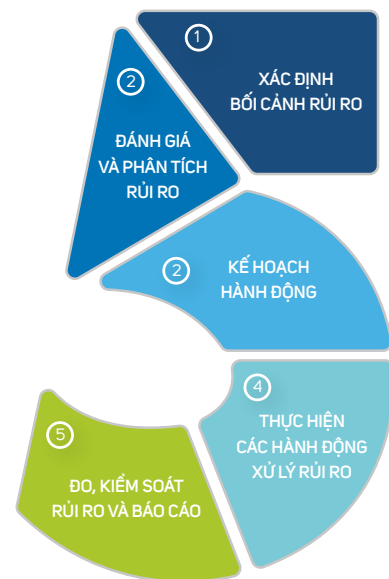 1
XÁC ĐỊNH
BỐI CẢNH RỦI RO
2
ĐÁNH GIÁ
VÀ PHÂN TÍCH
RỦI RO
2
KẾ HOẠCH
HÀNH ĐỘNG
4
THỰC HIỆN
CÁC HÀNH ĐỘNG
XỬ LÝ RỦI RO
5
ĐO, KIỂM SOÁT
RỦI RO VÀ BÁO CÁO